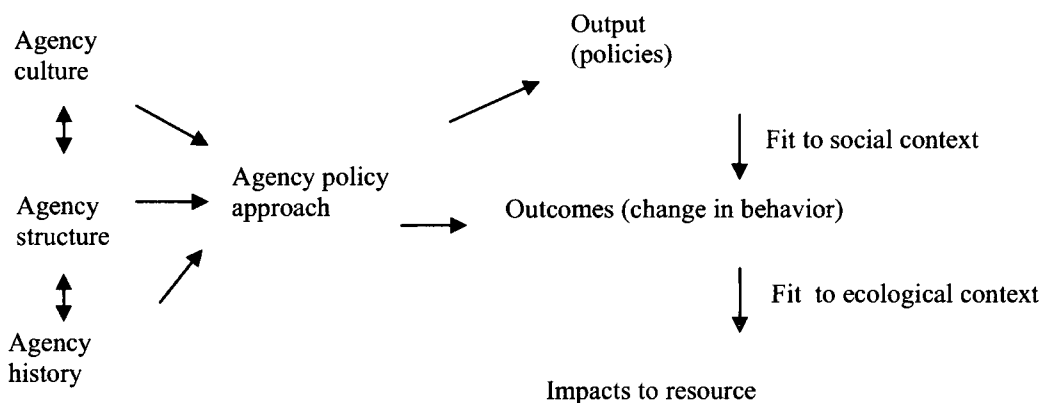 Agency
culture
Agency
structure
Agency
history
Agency policy
approach
Output
(policies)
Fit to social context
Outcomes (change in behavior)
Fit to ecological context
Impacts to resource